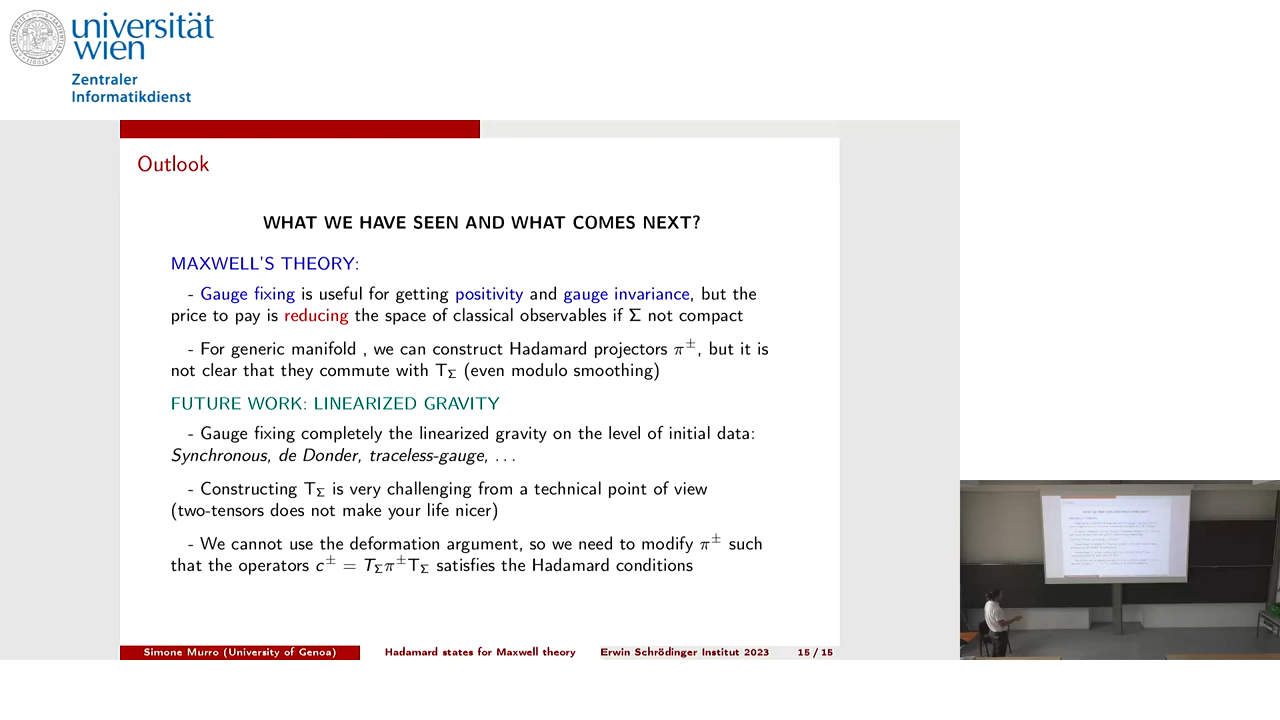 universität
wien
Zentraler
Informatikdienst
Outlook
WHAT WE HAVE SEEN AND WHAT COMES NEXT?
MAXWELL'S THEORY:
- Gauge fixing is useful for getting positivity and gauge invariance, but the
price to pay is reducing the space of classical observables if Σ not compact
- For generic manifold , we can construct Hadamard projectors π±, but it is
not clear that they commute with TΣ (even modulo smoothing)
FUTURE WORK: LINEARIZED GRAVITY
- Gauge fixing completely the linearized gravity on the level of initial data:
Synchronous, de Donder, traceless-gauge, . . .
- Constructing TΣ is very challenging from a technical point of view
(two-tensors does not make your life nicer)
- We cannot use the deformation argument, so we need to modify π± such
that the operators c± = TΣπ±TΣ satisfies the Hadamard conditions
Simone Murro (University of Genoa) Hadamard states for Maxwell theory Erwin Schrödinger Institut 2023 15 / 15